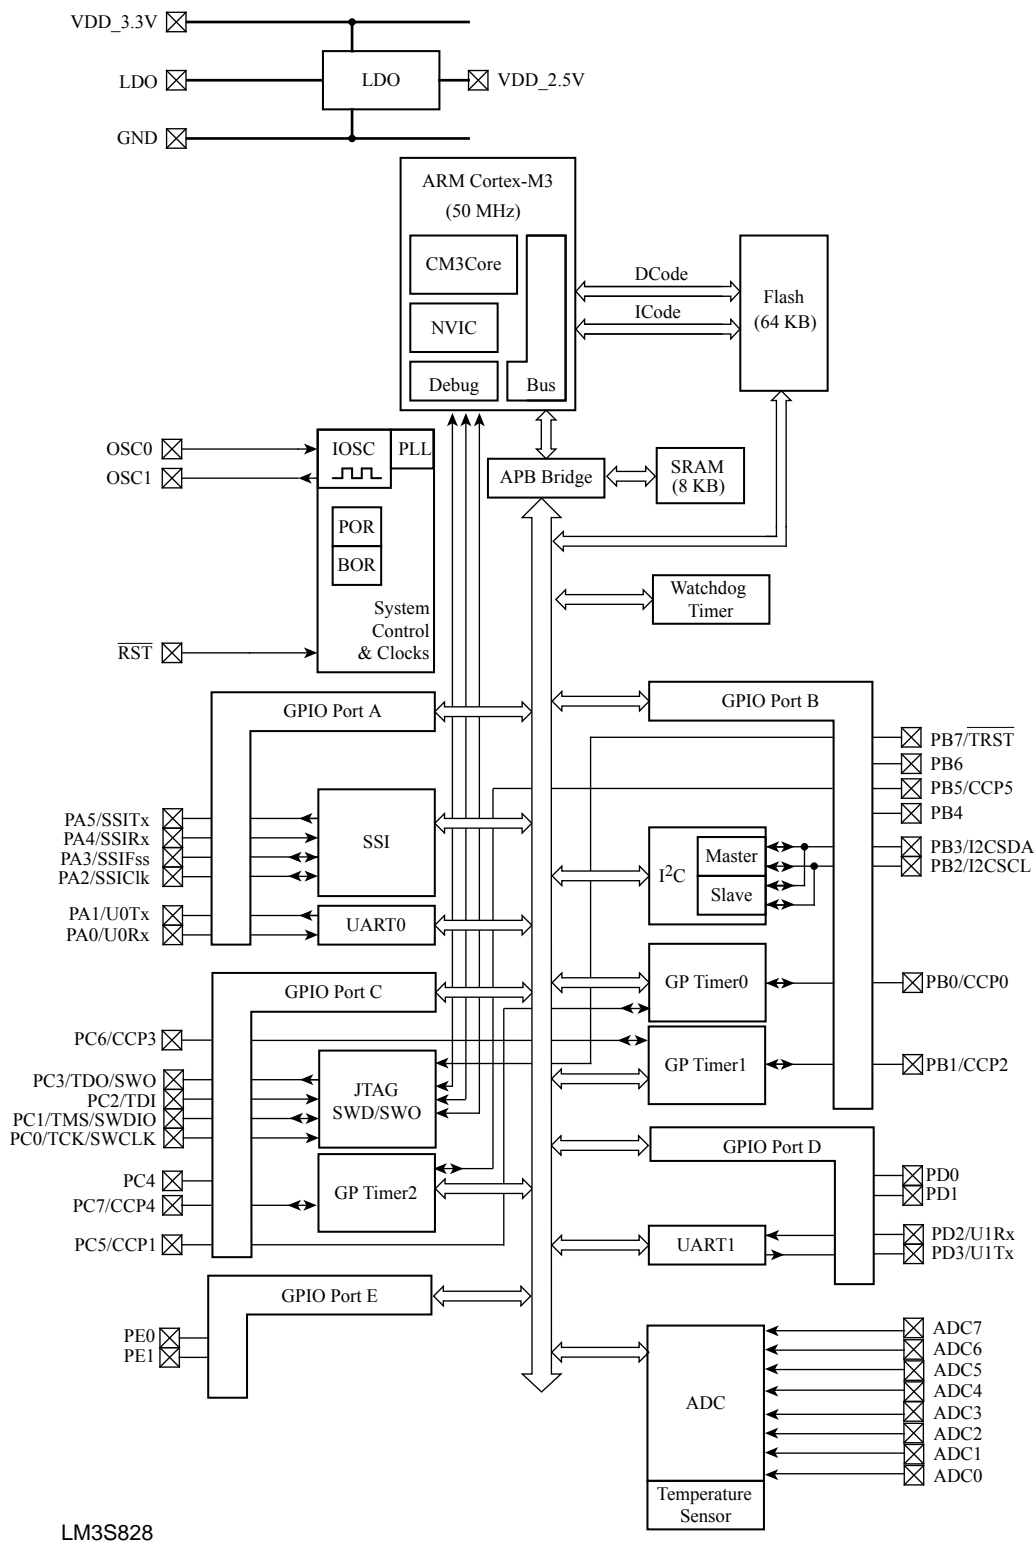 VDD_3.3V
LDO
LDO
VDD_2.5V
GND
ARM Cortex-M3
(50 MHz)
CM3Core
NVIC
Debug
Bus
DCode
ICode
Flash
(64 KB)
OSC0
OSC1
IOSC
PLL
POR
BOR
System
Control
& Clocks
RST
APB Bridge
SRAM
(8 KB)
Watchdog
Timer
GPIO Port A
PA5/SSITx
PA4/SSIRx
PA3/SSIFss
PA2/SSIClk
SSI
PA1/U0Tx
PA0/U0Rx
UART0
GPIO Port B
PB7/TRST
PB6
PB5/CCP5
PB4
PB3/I2CSDA
PB2/I2CSCL
I²C
Master
Slave
GP Timer0
PB0/CCP0
GP Timer1
PB1/CCP2
GPIO Port C
PC6/CCP3
PC3/TDO/SWO
PC2/TDI
PC1/TMS/SWDIO
PC0/TCK/SWCLK
JTAG
SWD/SWO
PC4
PC7/CCP4
PC5/CCP1
GP Timer2
GPIO Port D
PD0
PD1
UART1
PD2/U1Rx
PD3/U1Tx
GPIO Port E
PE0
PE1
ADC
Temperature
Sensor
ADC7
ADC6
ADC5
ADC4
ADC3
ADC2
ADC1
ADC0
LM3S828